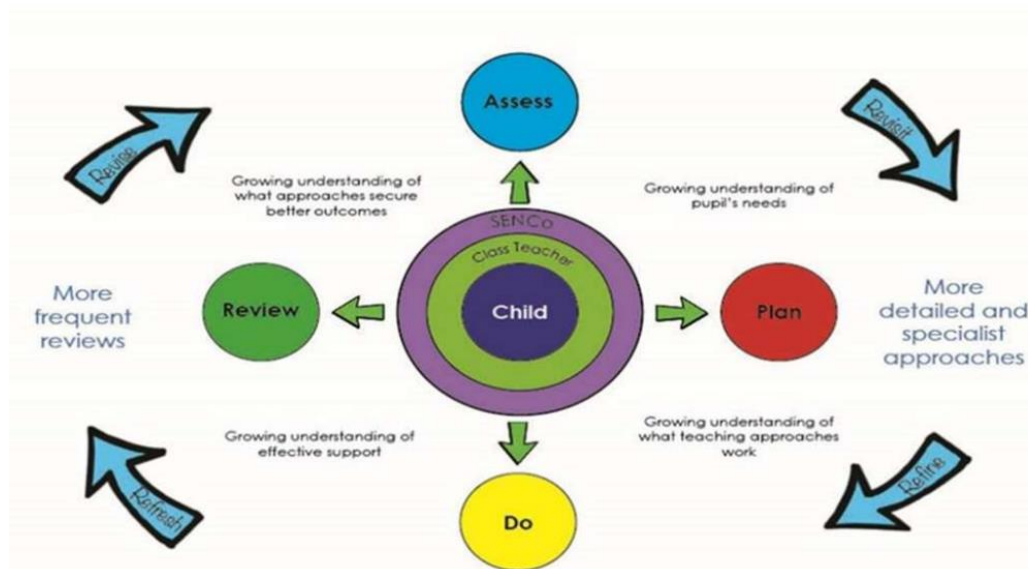 Assess
Revise
Revisit
Growing understanding of
what approaches secure
better outcomes
Growing understanding of
pupil's needs
SENCo
Class Teacher
Child
Review
Plan
More
frequent
reviews
More
detailed and
specialist
approaches
Growing understanding of
effective support
Growing understanding of
what teaching approaches
work
Refresh
Refine
Do